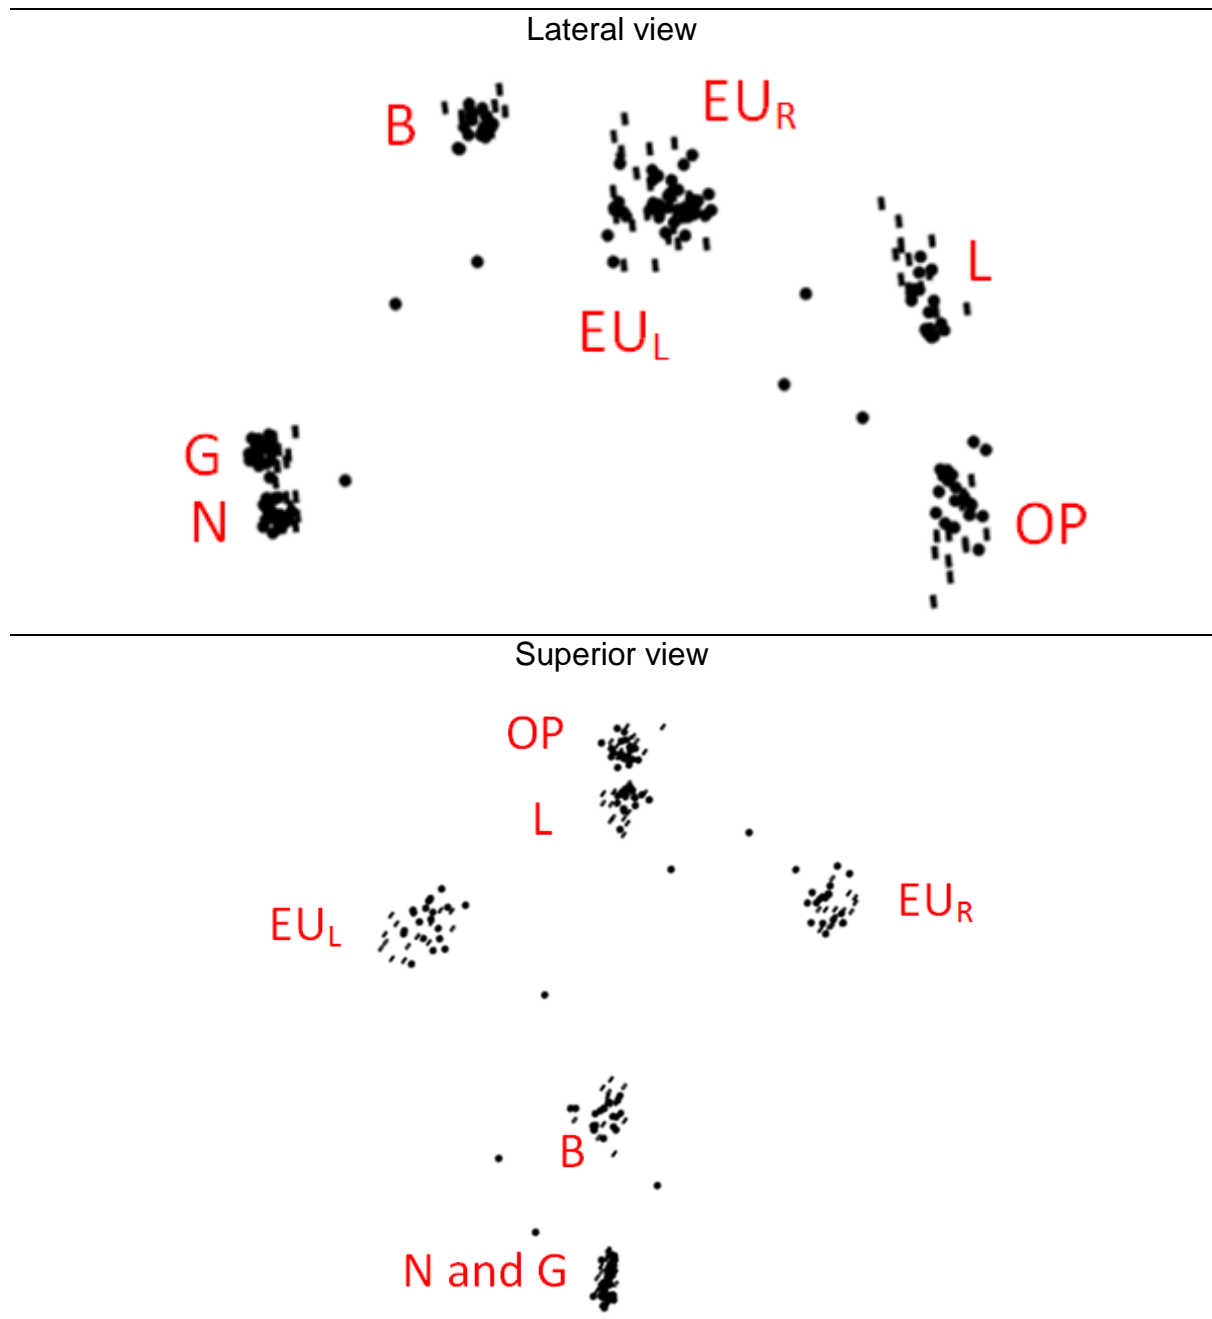 Lateral view
B
EU_R
L
EU_L
G
N
OP
Superior view
OP
L
EU_L
EU_R
B
N and G